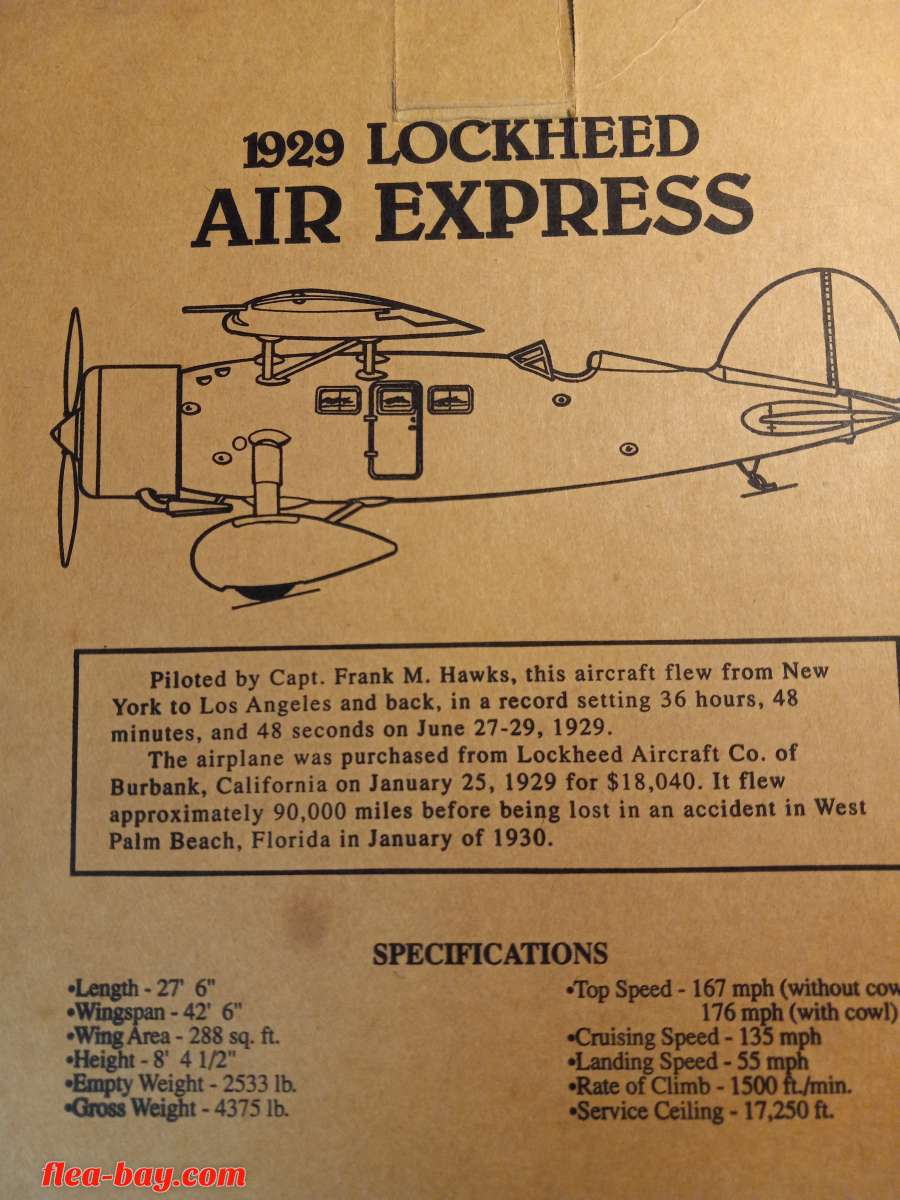 1929 LOCKHEED
AIR EXPRESS
Piloted by Capt. Frank M. Hawks, this aircraft flew from New
York to Los Angeles and back, in a record setting 36 hours, 48
minutes, and 48 seconds on June 27-29, 1929.
The airplane was purchased from Lockheed Aircraft Co. of
Burbank, California on January 25, 1929 for $18,040. It flew
approximately 90,000 miles before being lost in an accident in West
Palm Beach, Florida in January of 1930.
SPECIFICATIONS
•Length - 27' 6"
•Wingspan - 42' 6"
•Wing Area - 288 sq. ft.
•Height - 8' 4 1/2"
•Empty Weight - 2533 lb.
•Gross Weight - 4375 lb.
•Top Speed - 167 mph (without cow
176 mph (with cowl)
•Cruising Speed - 135 mph
•Landing Speed - 55 mph
•Rate of Climb - 1500 ft./min.
•Service Ceiling - 17,250 ft.
flea-bay.com